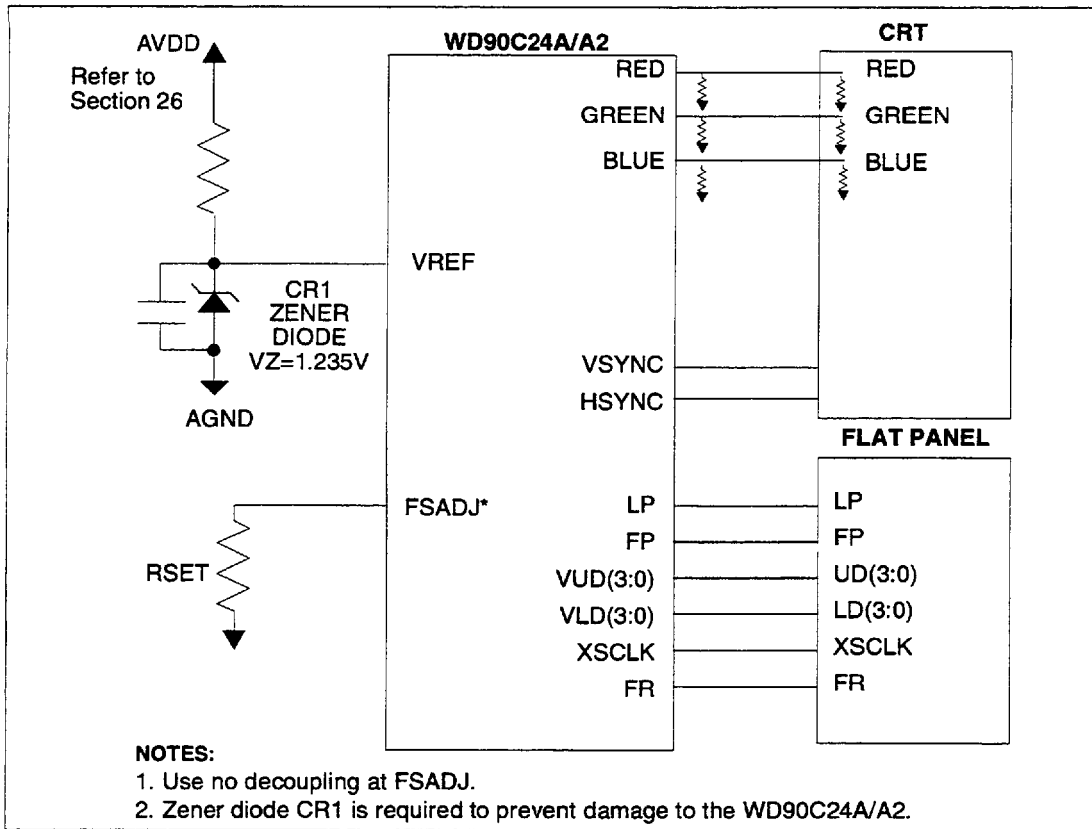 AVDD
Refer to
Section 26
WD90C24A/A2
CRT
RED
RED
GREEN
GREEN
BLUE
BLUE
VREF
CR1
ZENER
DIODE
VZ=1.235V
AGND
VSYNC
HSYNC
FLAT PANEL
FSADJ*
RSET
LP
LP
FP
FP
VUD(3:0)
UD(3:0)
VLD(3:0)
LD(3:0)
XSCLK
XSCLK
FR
FR
NOTES:
1. Use no decoupling at FSADJ.
2. Zener diode CR1 is required to prevent damage to the WD90C24A/A2.